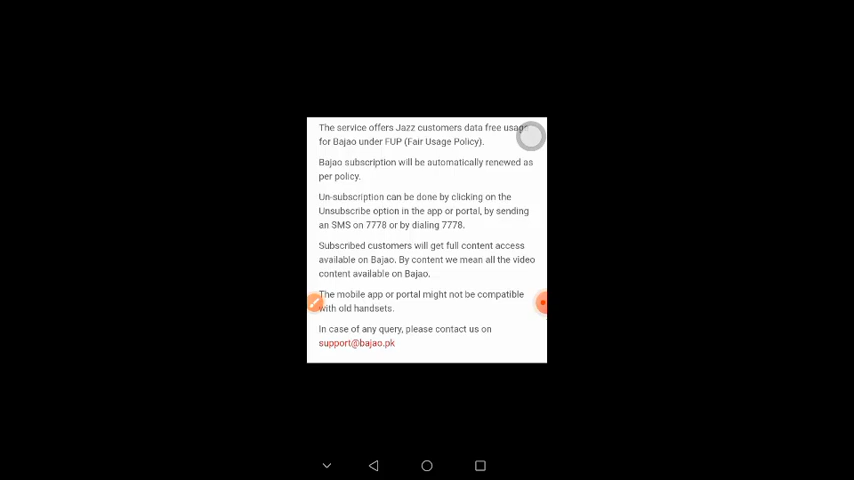 The service offers Jazz customers data free usage
for Bajao under FUP (Fair Usage Policy).
Bajao subscription will be automatically renewed as
per policy.
Un-subscription can be done by clicking on the
Unsubscribe option in the app or portal, by sending
an SMS on 7778 or by dialing 7778.
Subscribed customers will get full content access
available on Bajao. By content we mean all the video
content available on Bajao.
The mobile app or portal might not be compatible
with old handsets.
In case of any query, please contact us on
support@bajao.pk